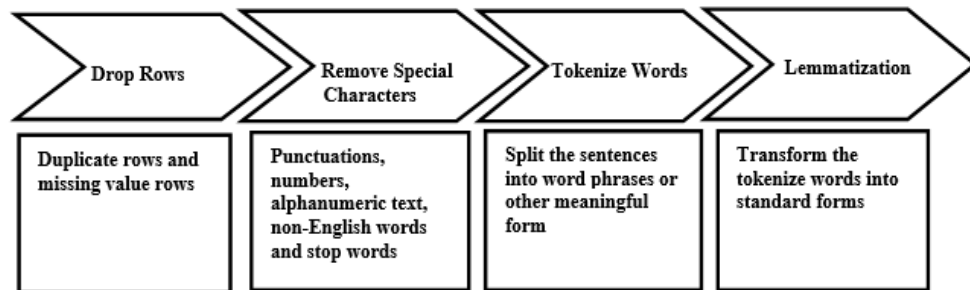 Drop Rows
Remove Special
Characters
Tokenize Words
Lemmatization
Duplicate rows and
missing value rows
Punctuations,
numbers,
alphanumeric text,
non-English words
and stop words
Split the sentences
into word phrases or
other meaningful
form
Transform the
tokenize words into
standard forms